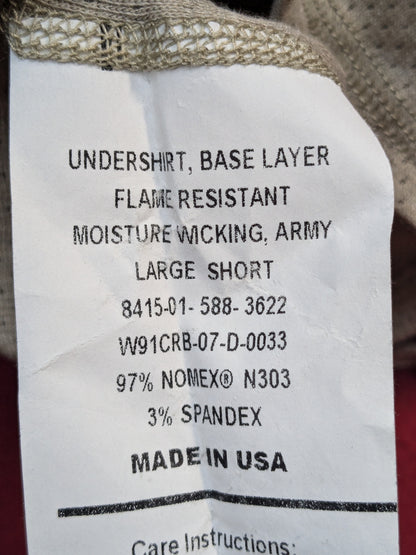 UNDERSHIRT, BASE LAYER
FLAME RESISTANT
MOISTURE WICKING, ARMY
LARGE SHORT
8415-01-588-3622
W91CRB-07-D-0033
97% NOMEX® N303
3% SPANDEX
MADE IN USA
Care Instructions: